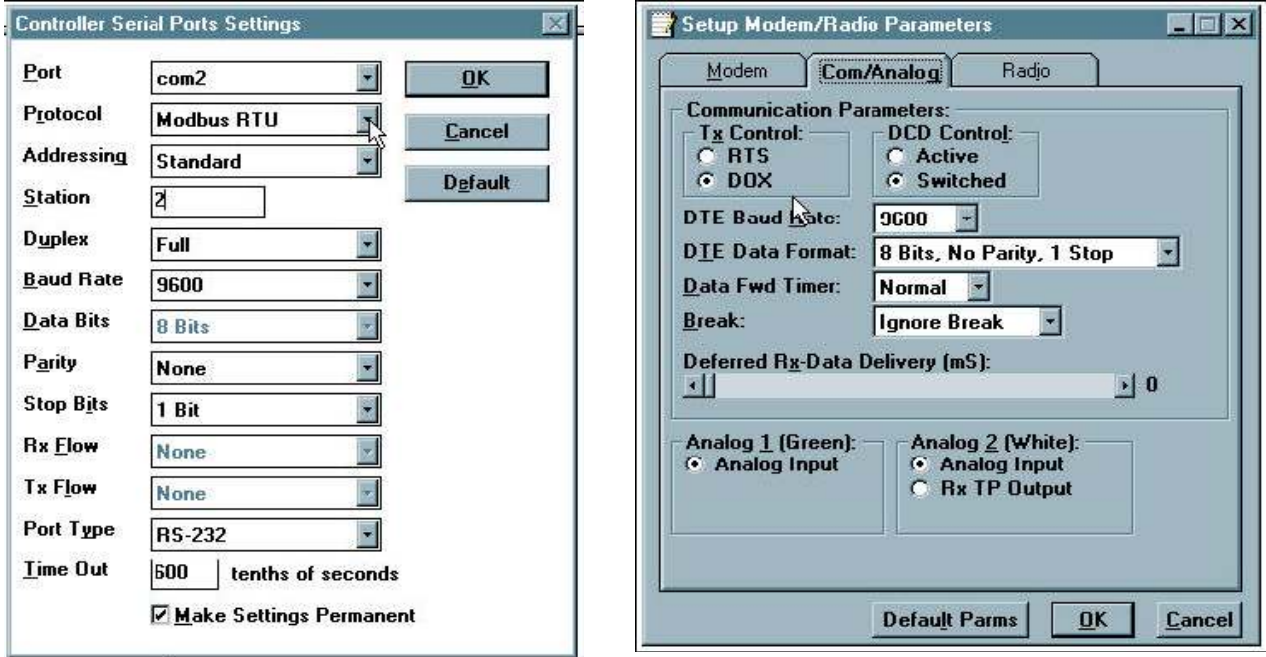 Controller Serial Ports Settings
Port com2
Protocol Modbus RTU
Addressing Standard
Station 2
Duplex Full
Baud Rate 9600
Data Bits 8 Bits
Parity None
Stop Bits 1 Bit
Rx Flow None
Tx Flow None
Port Type RS-232
Time Out 600 tenths of seconds
Make Settings Permanent
OK
Cancel
Default
Setup Modem/Radio Parameters
Modem Com/Analog Radio
Communication Parameters:
Tx Control: DCD Control:
RTS Active
DOX Switched
DTE Baud Rate: 9600
DTE Data Format: 8 Bits, No Parity, 1 Stop
Data Fwd Timer: Normal
Break: Ignore Break
Deferred Rx-Data Delivery (mS):
0
Analog 1 (Green): Analog 2 (White):
Analog Input Analog Input
Rx TP Output
Default Parms OK Cancel